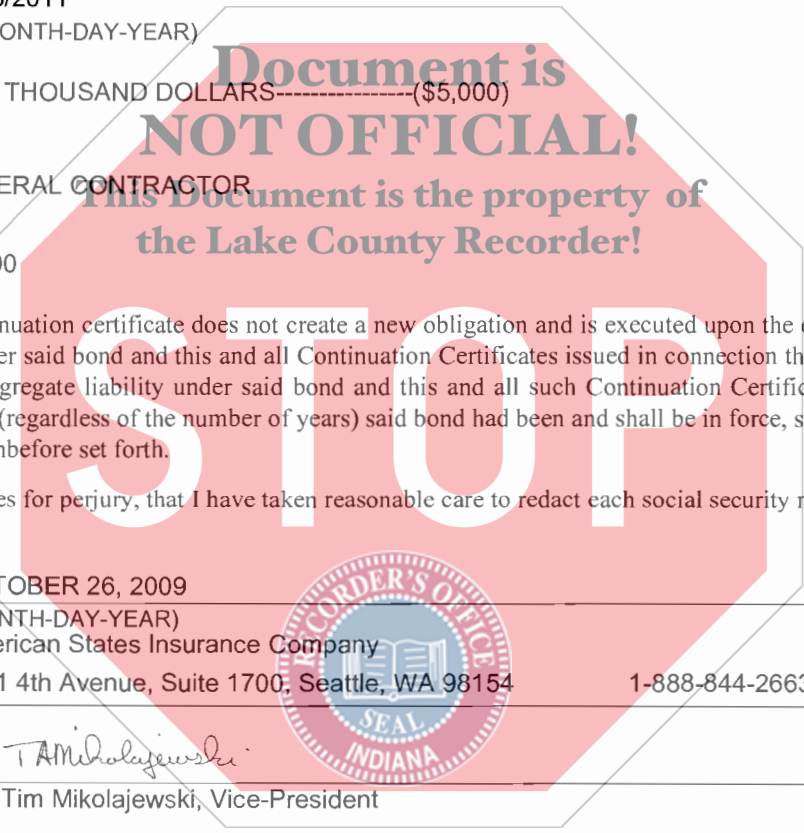 /2011
ONTH-DAY-YEAR)
Document is
THOUSAND DOLLARS----------------($5,000)
NOT OFFICIAL!
ERAL CONTRACTOR
This Document is the property of
the Lake County Recorder!
00
nuation certificate does not create a new obligation and is executed upon the
er said bond and this and all Continuation Certificates issued in connection th
gregate liability under said bond and this and all such Continuation Certific
(regardless of the number of years) said bond had been and shall be in force, s
nbefore set forth.
STOP
es for perjury, that I have taken reasonable care to redact each social security
TOBER 26, 2009
NTH-DAY-YEAR)
erican States Insurance Company
1 4th Avenue, Suite 1700, Seattle, WA 98154 1-888-844-2663
RECORDER'S OFFICE
SEAL
INDIANA
TAMikolajewski
Tim Mikolajewski, Vice-President